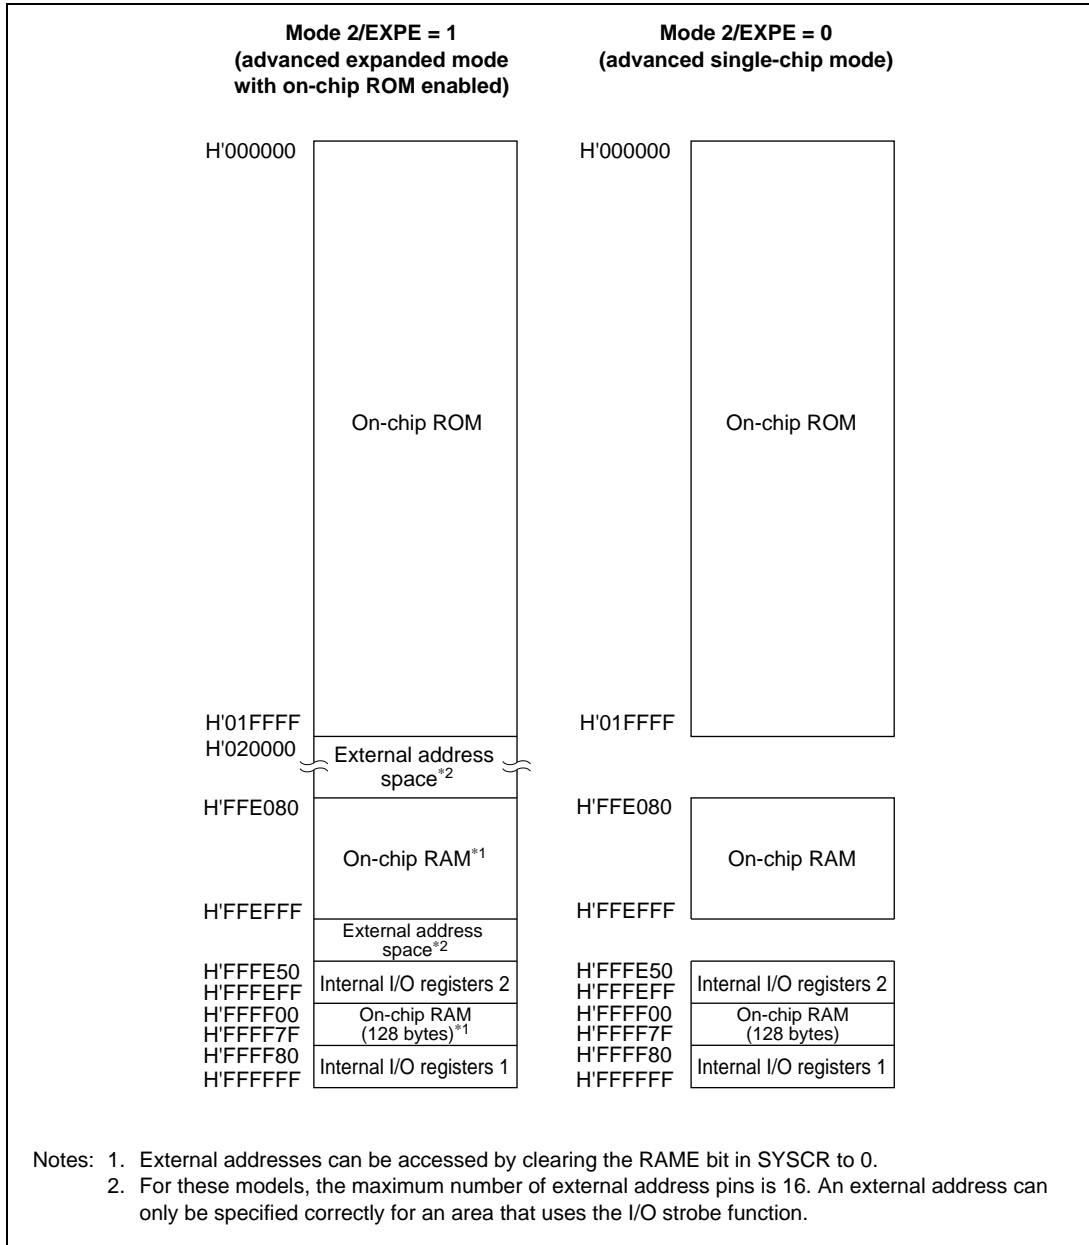 Mode 2/EXPE = 1
(advanced expanded mode
with on-chip ROM enabled)
H'000000
On-chip ROM
H'01FFFF
H'020000
External address
space*2
H'FFE080
On-chip RAM*1
H'FFEFFF
External address
space*2
H'FFFE50
Internal I/O registers 2
H'FFFEFF
H'FFFF00
On-chip RAM
(128 bytes)*1
H'FFFF7F
H'FFFF80
Internal I/O registers 1
H'FFFFFF
Mode 2/EXPE = 0
(advanced single-chip mode)
H'000000
On-chip ROM
H'01FFFF
H'FFE080
On-chip RAM
H'FFEFFF
H'FFFE50
Internal I/O registers 2
H'FFFEFF
H'FFFF00
On-chip RAM
(128 bytes)
H'FFFF7F
H'FFFF80
Internal I/O registers 1
H'FFFFFF
Notes: 1. External addresses can be accessed by clearing the RAME bit in SYSCR to 0.
2. For these models, the maximum number of external address pins is 16. An external address can
only be specified correctly for an area that uses the I/O strobe function.